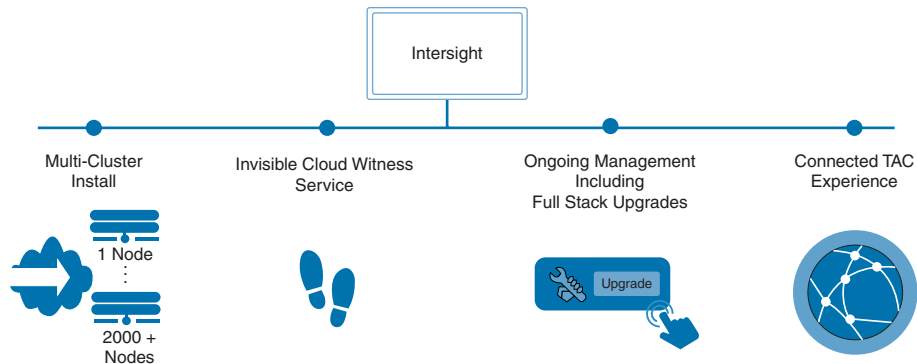 Intersight
Multi-Cluster
Install
Invisible Cloud Witness
Service
Ongoing Management
Including
Full Stack Upgrades
Connected TAC
Experience
1 Node
2000 +
Nodes
Upgrade